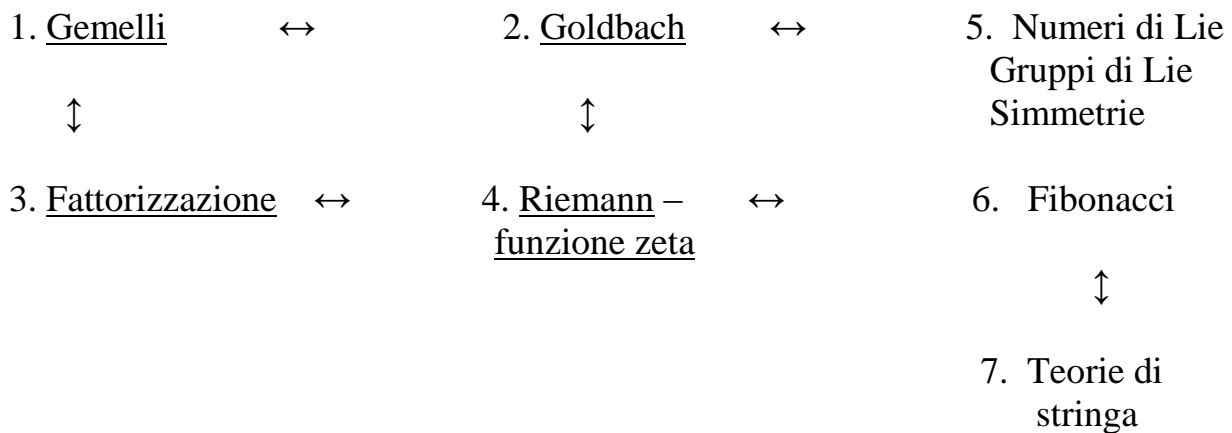 1. Gemelli ↔ 2. Goldbach ↔ 5. Numeri di Lie
Gruppi di Lie
↕ ↕ Simmetrie
3. Fattorizzazione ↔ 4. Riemann – ↔ 6. Fibonacci
funzione zeta
↕
7. Teorie di
stringa